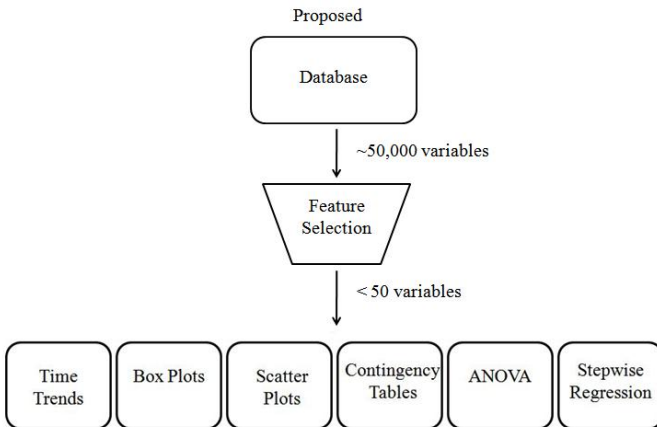 Proposed
Database
~50,000 variables
Feature
Selection
< 50 variables
Time
Trends
Box Plots
Scatter
Plots
Contingency
Tables
ANOVA
Stepwise
Regression